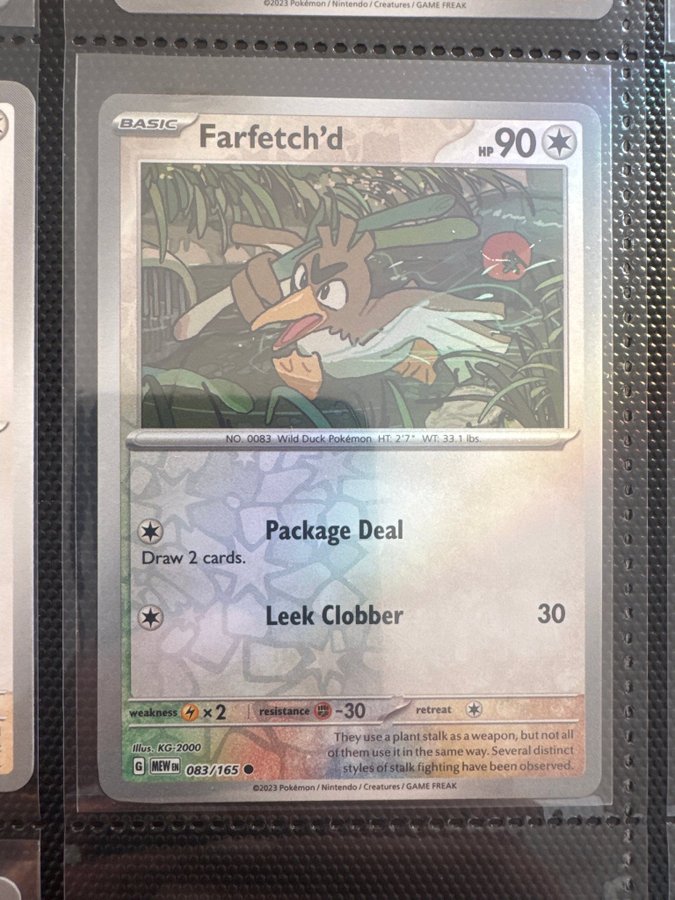 ©2023 Pokémon / Nintendo / Creatures / GAME FREAK
BASIC Farfetch'd HP 90
NO. 0083 Wild Duck Pokémon HT: 2'7" WT: 33.1 lbs.
Package Deal
Draw 2 cards.
Leek Clobber 30
weakness ×2 resistance -30 retreat
They use a plant stalk as a weapon, but not all
of them use it in the same way. Several distinct
styles of stalk fighting have been observed.
Illus. KG-2000
G MEW EN 083/165
©2023 Pokémon / Nintendo / Creatures / GAME FREAK